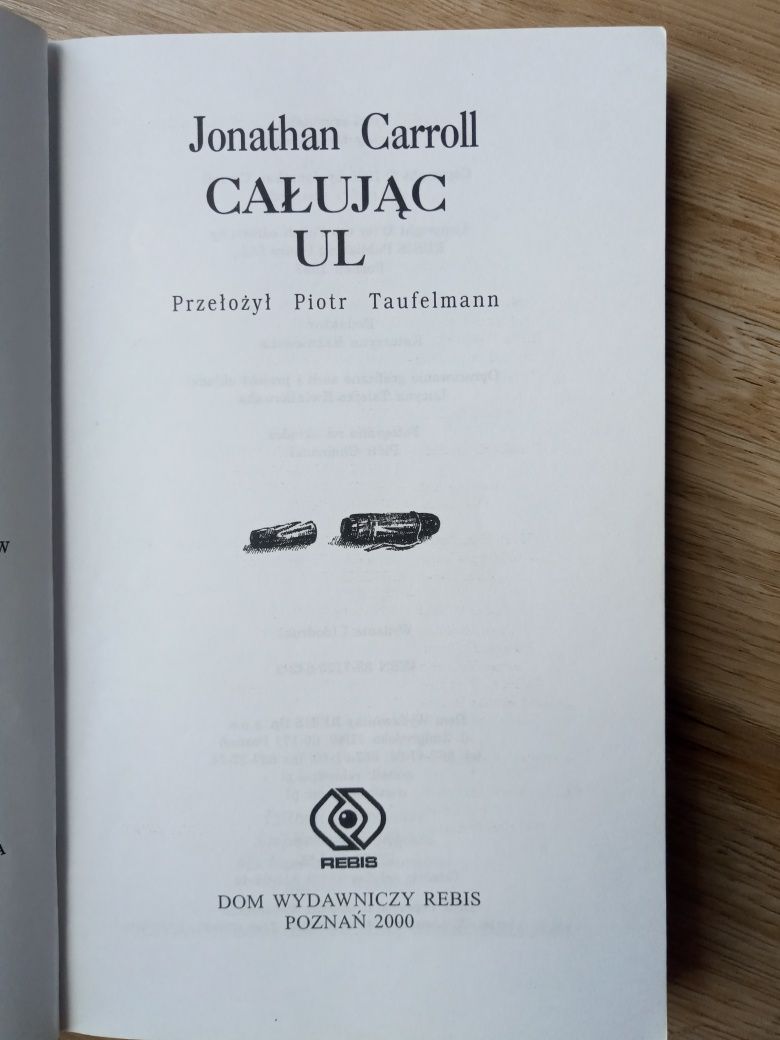 Jonathan Carroll
CAŁUJĄC
UL
Przełożył Piotr Taufelmann
W
A
REBIS
DOM WYDAWNICZY REBIS
POZNAŃ 2000